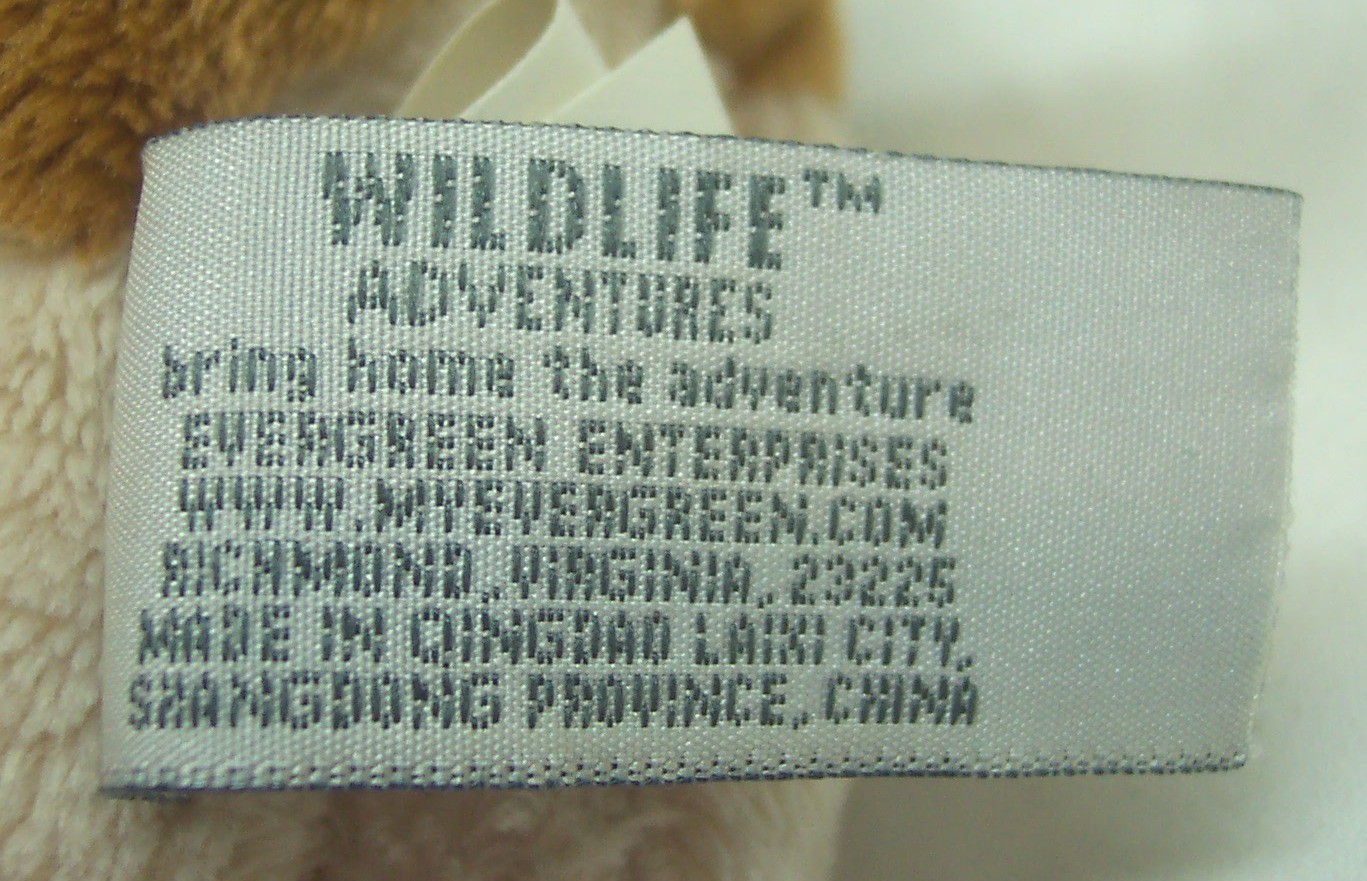 WILDLIFE™
ADVENTURES
bring home the adventure
EVERGREEN ENTERPRISES
WWW.MYEVERGREEN.COM
RICHMOND, VIRGINIA, 23225
MADE IN QINGDAO LAIXI CITY,
SHANGDONG PROVINCE, CHINA